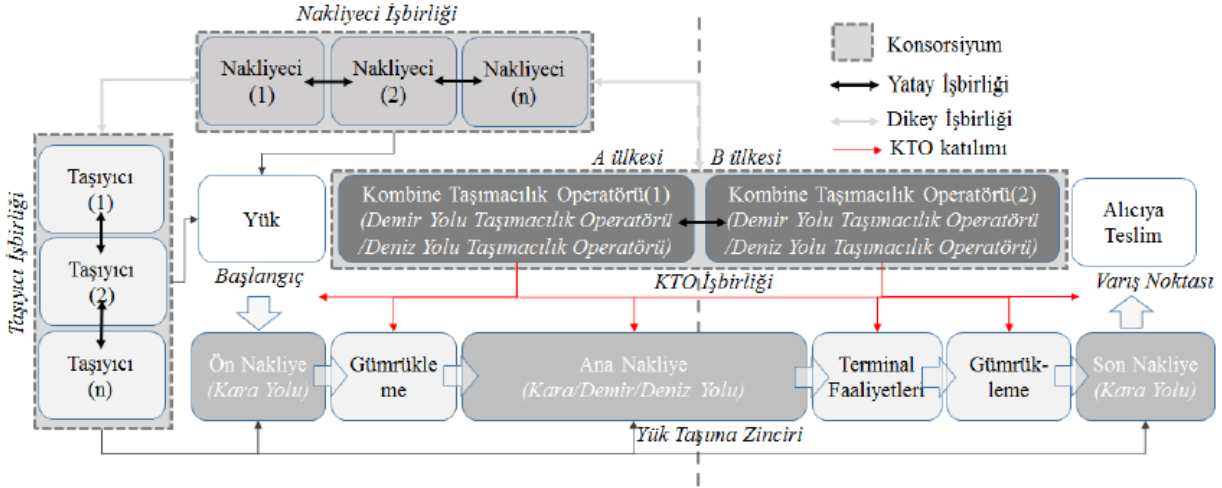 Nakliyeci İşbirliği
Nakliyeci
(1)
Nakliyeci
(2)
Nakliyeci
(n)
Konsorsiyum
Yatay İşbirliği
Dikey İşbirliği
KTO katılımı
Taşıyıcı İşbirliği
Taşıyıcı
(1)
Taşıyıcı
(2)
Taşıyıcı
(n)
Yük
A ülkesi
B ülkesi
Kombine Taşımacılık Operatörü(1)
(Demir Yolu Taşımacılık Operatörü
/Deniz Yolu Taşımacılık Operatörü)
Kombine Taşımacılık Operatörü(2)
(Demir Yolu Taşımacılık Operatörü
/Deniz Yolu Taşımacılık Operatörü)
Alıcıya
Teslim
Başlangıç
KTO İşbirliği
Varış Noktası
Ön Nakliye
(Kara Yolu)
Gümrükle
me
Ana Nakliye
(Kara/Demir/Deniz Yolu)
Terminal
Faaliyetleri
Gümrük-
leme
Son Nakliye
(Kara Yolu)
Yük Taşıma Zinciri